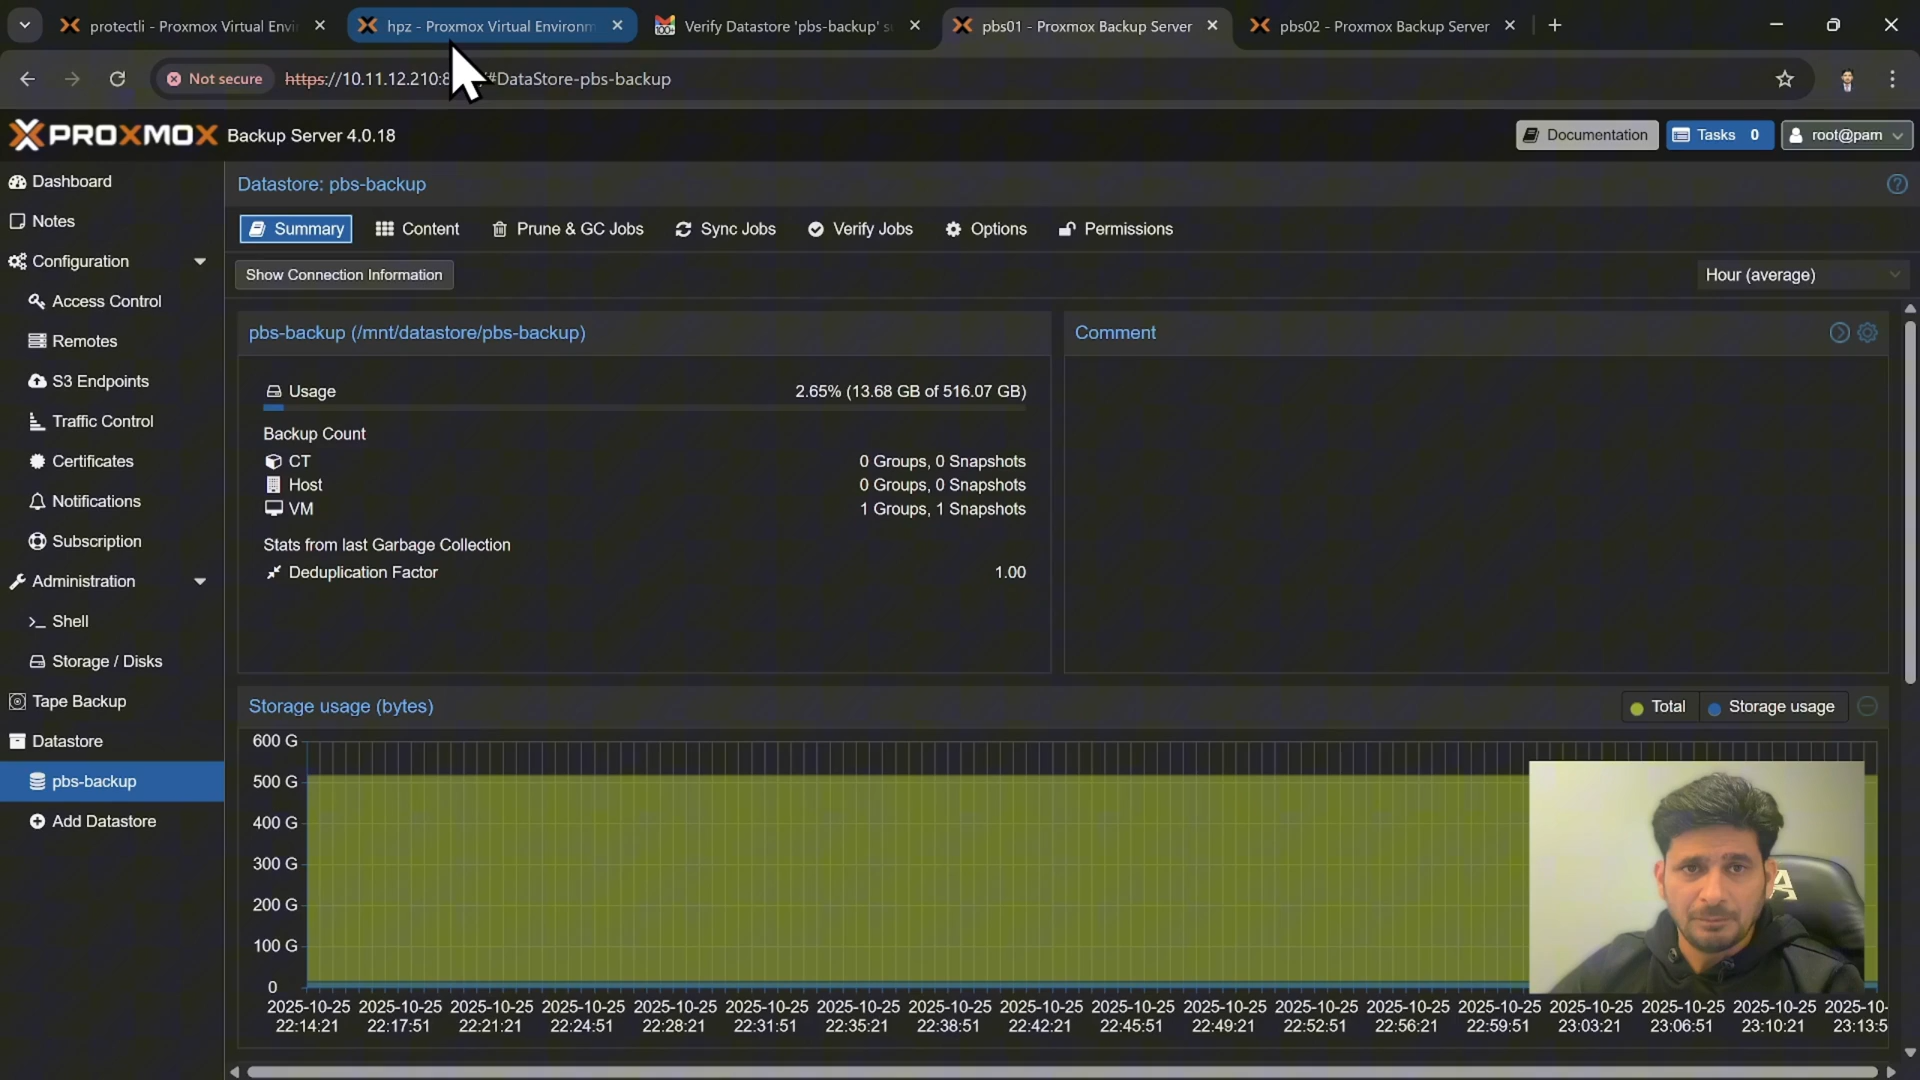 protectli - Proxmox Virtual Envi
hpz - Proxmox Virtual Environm
Verify Datastore 'pbs-backup' s
pbs01 - Proxmox Backup Server
pbs02 - Proxmox Backup Server
Not secure
https://10.11.12.210:8 #DataStore-pbs-backup
PROXMOX Backup Server 4.0.18
Documentation
Tasks 0
root@pam
Dashboard
Notes
Configuration
Access Control
Remotes
S3 Endpoints
Traffic Control
Certificates
Notifications
Subscription
Administration
Shell
Storage / Disks
Tape Backup
Datastore
pbs-backup
Add Datastore
Datastore: pbs-backup
Summary
Content
Prune & GC Jobs
Sync Jobs
Verify Jobs
Options
Permissions
Show Connection Information
Hour (average)
pbs-backup (/mnt/datastore/pbs-backup)
Usage 2.65% (13.68 GB of 516.07 GB)
Backup Count
CT 0 Groups, 0 Snapshots
Host 0 Groups, 0 Snapshots
VM 1 Groups, 1 Snapshots
Stats from last Garbage Collection
Deduplication Factor 1.00
Comment
Storage usage (bytes)
Total
Storage usage
600 G
500 G
400 G
300 G
200 G
100 G
0
2025-10-25 2025-10-25 2025-10-25 2025-10-25 2025-10-25 2025-10-25 2025-10-25 2025-10-25 2025-10-25 2025-10-25 2025-10-25 2025-10-25 2025-10-25 2025-10-25 2025-10-25 2025-10-25 2025-10-25 2025-10-
22:14:21 22:17:51 22:21:21 22:24:51 22:28:21 22:31:51 22:35:21 22:38:51 22:42:21 22:45:51 22:49:21 22:52:51 22:56:21 22:59:51 23:03:21 23:06:51 23:10:21 23:13:5